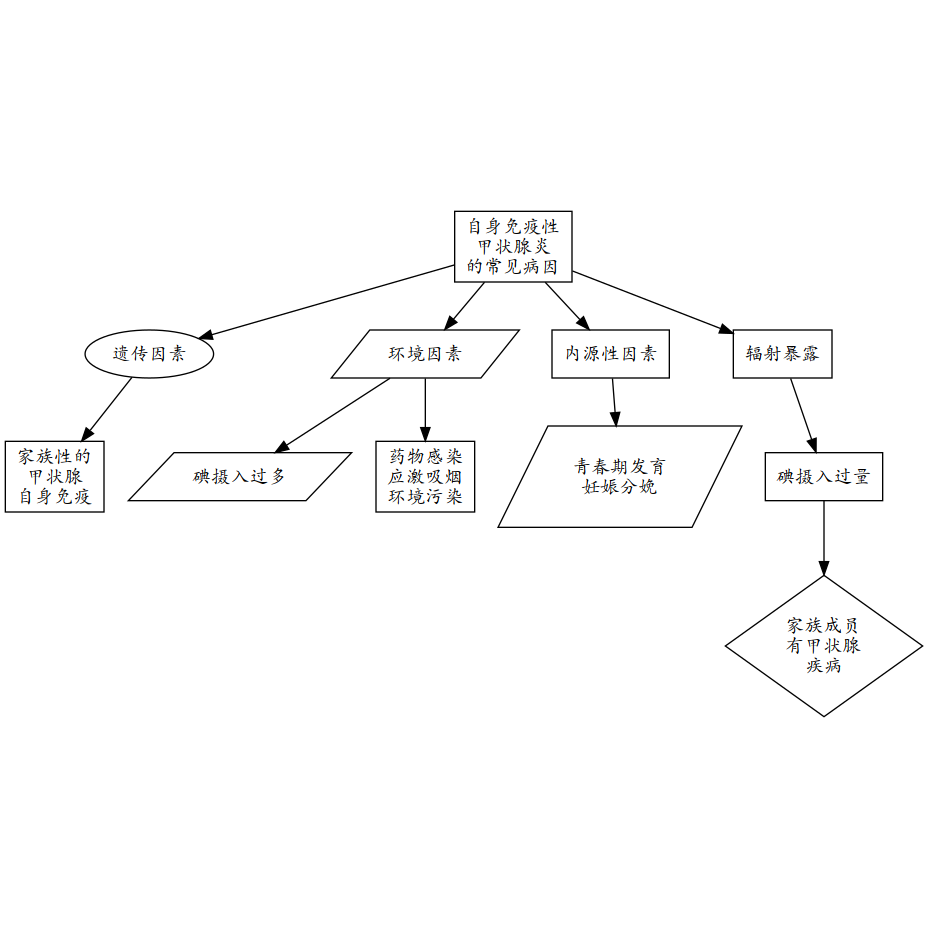 自身免疫性
甲状腺炎
的常见病因
遗传因素
环境因素
内源性因素
辐射暴露
家族性的
甲状腺
自身免疫
碘摄入过多
药物感染
应激吸烟
环境污染
青春期发育
妊娠分娩
碘摄入过量
家族成员
有甲状腺
疾病